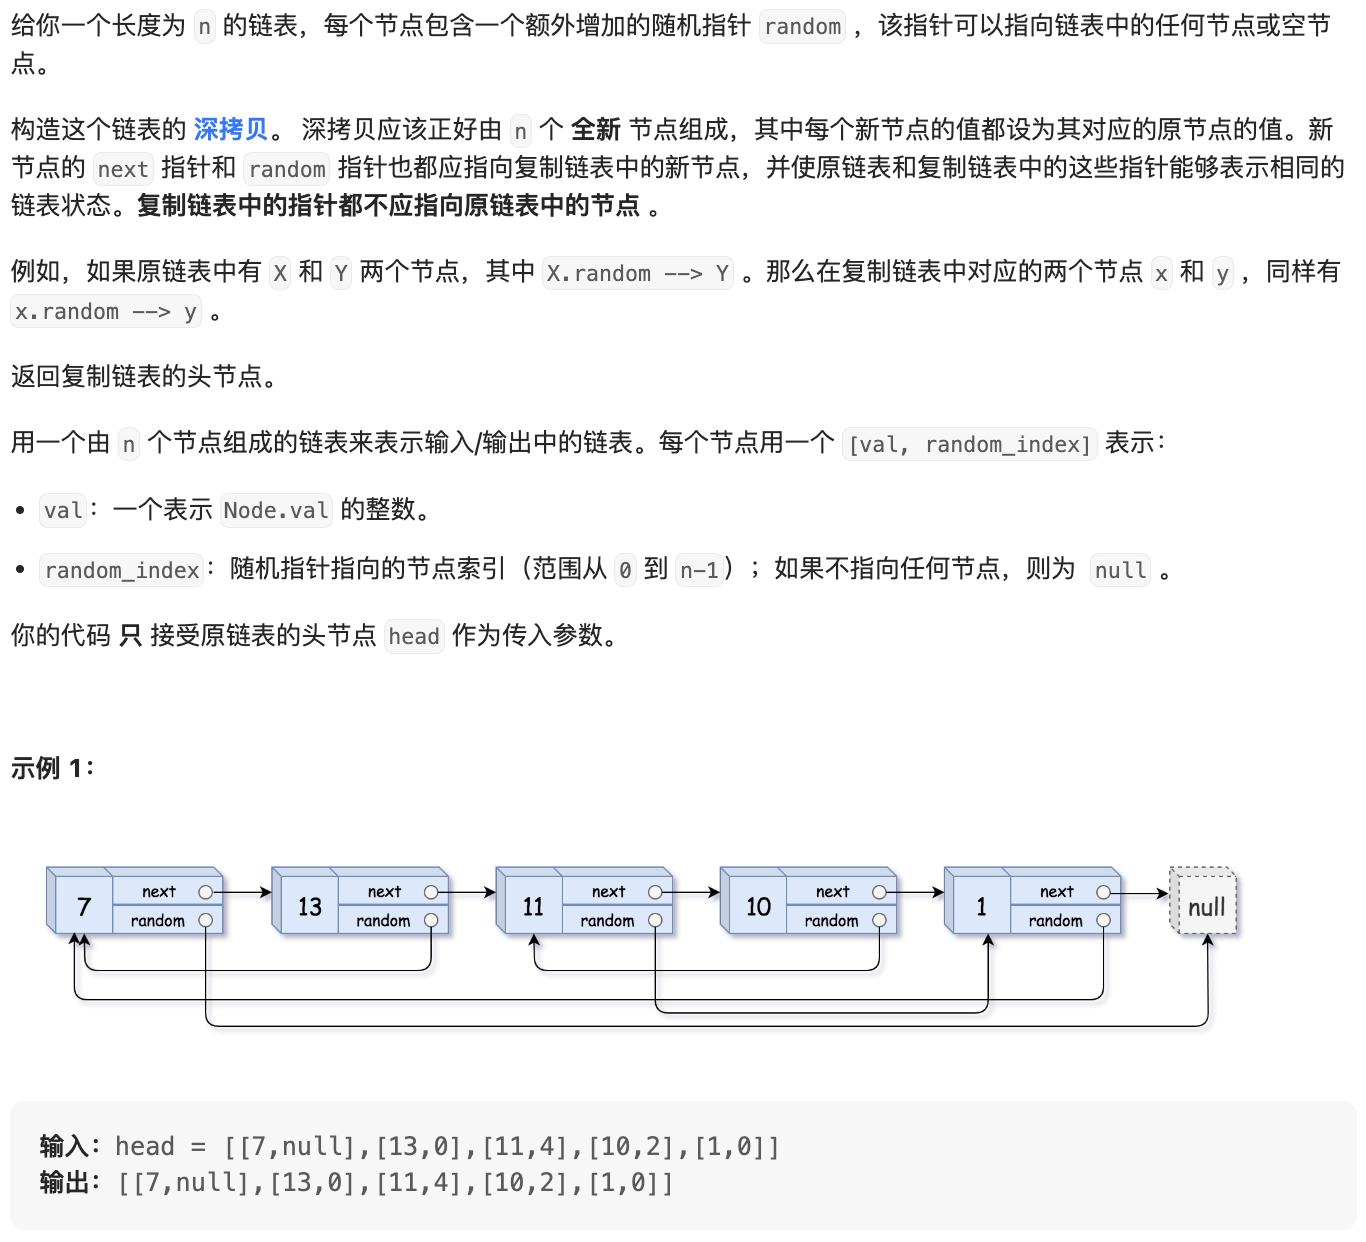 给你一个长度为 n 的链表，每个节点包含一个额外增加的随机指针 random ，该指针可以指向链表中的任何节点或空节
点。
构造这个链表的 深拷贝。 深拷贝应该正好由 n 个 全新 节点组成，其中每个新节点的值都设为其对应的原节点的值。新
节点的 next 指针和 random 指针也都应指向复制链表中的新节点，并使原链表和复制链表中的这些指针能够表示相同的
链表状态。复制链表中的指针都不应指向原链表中的节点 。
例如，如果原链表中有 X 和 Y 两个节点，其中 X.random --> Y 。那么在复制链表中对应的两个节点 x 和 y ，同样有
x.random --> y 。
返回复制链表的头节点。
用一个由 n 个节点组成的链表来表示输入/输出中的链表。每个节点用一个 [val, random_index] 表示：
• val：一个表示 Node.val 的整数。
• random_index：随机指针指向的节点索引（范围从 0 到 n-1）；如果不指向任何节点，则为 null 。
你的代码 只 接受原链表的头节点 head 作为传入参数。
示例 1：
7 next random
13 next random
11 next random
10 next random
1 next random
null
输入：head = [[7,null],[13,0],[11,4],[10,2],[1,0]]
输出：[[7,null],[13,0],[11,4],[10,2],[1,0]]